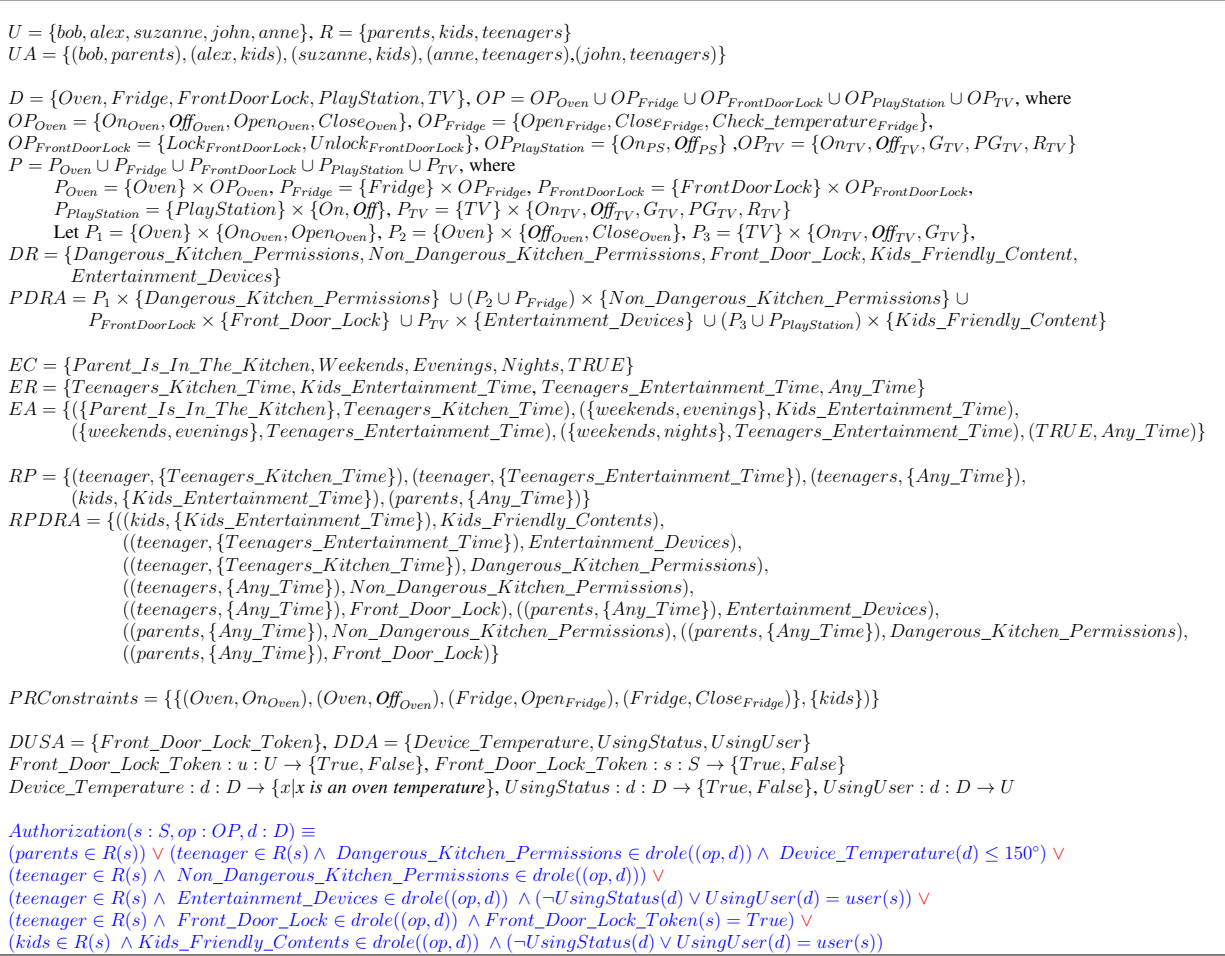 U = {bob, alex, suzanne, john, anne}, R = {parents, kids, teenagers}
UA = {(bob, parents), (alex, kids), (suzanne, kids), (anne, teenagers),(john, teenagers)}
D = {Oven, Fridge, FrontDoorLock, PlayStation, TV}, OP = OP_Oven ∪ OP_Fridge ∪ OP_FrontDoorLock ∪ OP_PlayStation ∪ OP_TV, where
OP_Oven = {On_Oven, Off_Oven, Open_Oven, Close_Oven}, OP_Fridge = {Open_Fridge, Close_Fridge, Check_temperature_Fridge},
OP_FrontDoorLock = {Lock_FrontDoorLock, Unlock_FrontDoorLock}, OP_PlayStation = {On_PS, Off_PS} ,OP_TV = {On_TV, Off_TV, G_TV, PG_TV, R_TV}
P = P_Oven ∪ P_Fridge ∪ P_FrontDoorLock ∪ P_PlayStation ∪ P_TV, where
P_Oven = {Oven} × OP_Oven, P_Fridge = {Fridge} × OP_Fridge, P_FrontDoorLock = {FrontDoorLock} × OP_FrontDoorLock,
P_PlayStation = {PlayStation} × {On, Off}, P_TV = {TV} × {On_TV, Off_TV, G_TV, PG_TV, R_TV}
Let P_1 = {Oven} × {On_Oven, Open_Oven}, P_2 = {Oven} × {Off_Oven, Close_Oven}, P_3 = {TV} × {On_TV, Off_TV, G_TV},
DR = {Dangerous_Kitchen_Permissions, Non_Dangerous_Kitchen_Permissions, Front_Door_Lock, Kids_Friendly_Content,
Entertainment_Devices}
PDRA = P_1 × {Dangerous_Kitchen_Permissions} ∪ (P_2 ∪ P_Fridge) × {Non_Dangerous_Kitchen_Permissions} ∪
P_FrontDoorLock × {Front_Door_Lock} ∪ P_TV × {Entertainment_Devices} ∪ (P_3 ∪ P_PlayStation) × {Kids_Friendly_Content}
EC = {Parent_Is_In_The_Kitchen, Weekends, Evenings, Nights, TRUE}
ER = {Teenagers_Kitchen_Time, Kids_Entertainment_Time, Teenagers_Entertainment_Time, Any_Time}
EA = {({Parent_Is_In_The_Kitchen}, Teenagers_Kitchen_Time), ({weekends, evenings}, Kids_Entertainment_Time),
({weekends, evenings}, Teenagers_Entertainment_Time), ({weekends, nights}, Teenagers_Entertainment_Time), (TRUE, Any_Time)}
RP = {(teenager, {Teenagers_Kitchen_Time}), (teenager, {Teenagers_Entertainment_Time}), (teenagers, {Any_Time}),
(kids, {Kids_Entertainment_Time}), (parents, {Any_Time})}
RPDRA = {((kids, {Kids_Entertainment_Time}), Kids_Friendly_Contents),
((teenager, {Teenagers_Entertainment_Time}), Entertainment_Devices),
((teenager, {Teenagers_Kitchen_Time}), Dangerous_Kitchen_Permissions),
((teenagers, {Any_Time}), Non_Dangerous_Kitchen_Permissions),
((teenagers, {Any_Time}), Front_Door_Lock), ((parents, {Any_Time}), Entertainment_Devices),
((parents, {Any_Time}), Non_Dangerous_Kitchen_Permissions), ((parents, {Any_Time}), Dangerous_Kitchen_Permissions),
((parents, {Any_Time}), Front_Door_Lock)}
PRConstraints = {{(Oven, On_Oven), (Oven, Off_Oven), (Fridge, Open_Fridge), (Fridge, Close_Fridge)}, {kids})}
DUSA = {Front_Door_Lock_Token}, DDA = {Device_Temperature, UsingStatus, UsingUser}
Front_Door_Lock_Token : u : U → {True, False}, Front_Door_Lock_Token : s : S → {True, False}
Device_Temperature : d : D → {x|x is an oven temperature}, UsingStatus : d : D → {True, False}, UsingUser : d : D → U
Authorization(s : S, op : OP, d : D) ≡
(parents ∈ R(s)) ∨ (teenager ∈ R(s) ∧ Dangerous_Kitchen_Permissions ∈ drole((op, d)) ∧ Device_Temperature(d) ≤ 150°) ∨
(teenager ∈ R(s) ∧ Non_Dangerous_Kitchen_Permissions ∈ drole((op, d))) ∨
(teenager ∈ R(s) ∧ Entertainment_Devices ∈ drole((op, d)) ∧ (¬UsingStatus(d) ∨ UsingUser(d) = user(s)) ∨
(teenager ∈ R(s) ∧ Front_Door_Lock ∈ drole((op, d)) ∧ Front_Door_Lock_Token(s) = True) ∨
(kids ∈ R(s) ∧ Kids_Friendly_Contents ∈ drole((op, d)) ∧ (¬UsingStatus(d) ∨ UsingUser(d) = user(s))